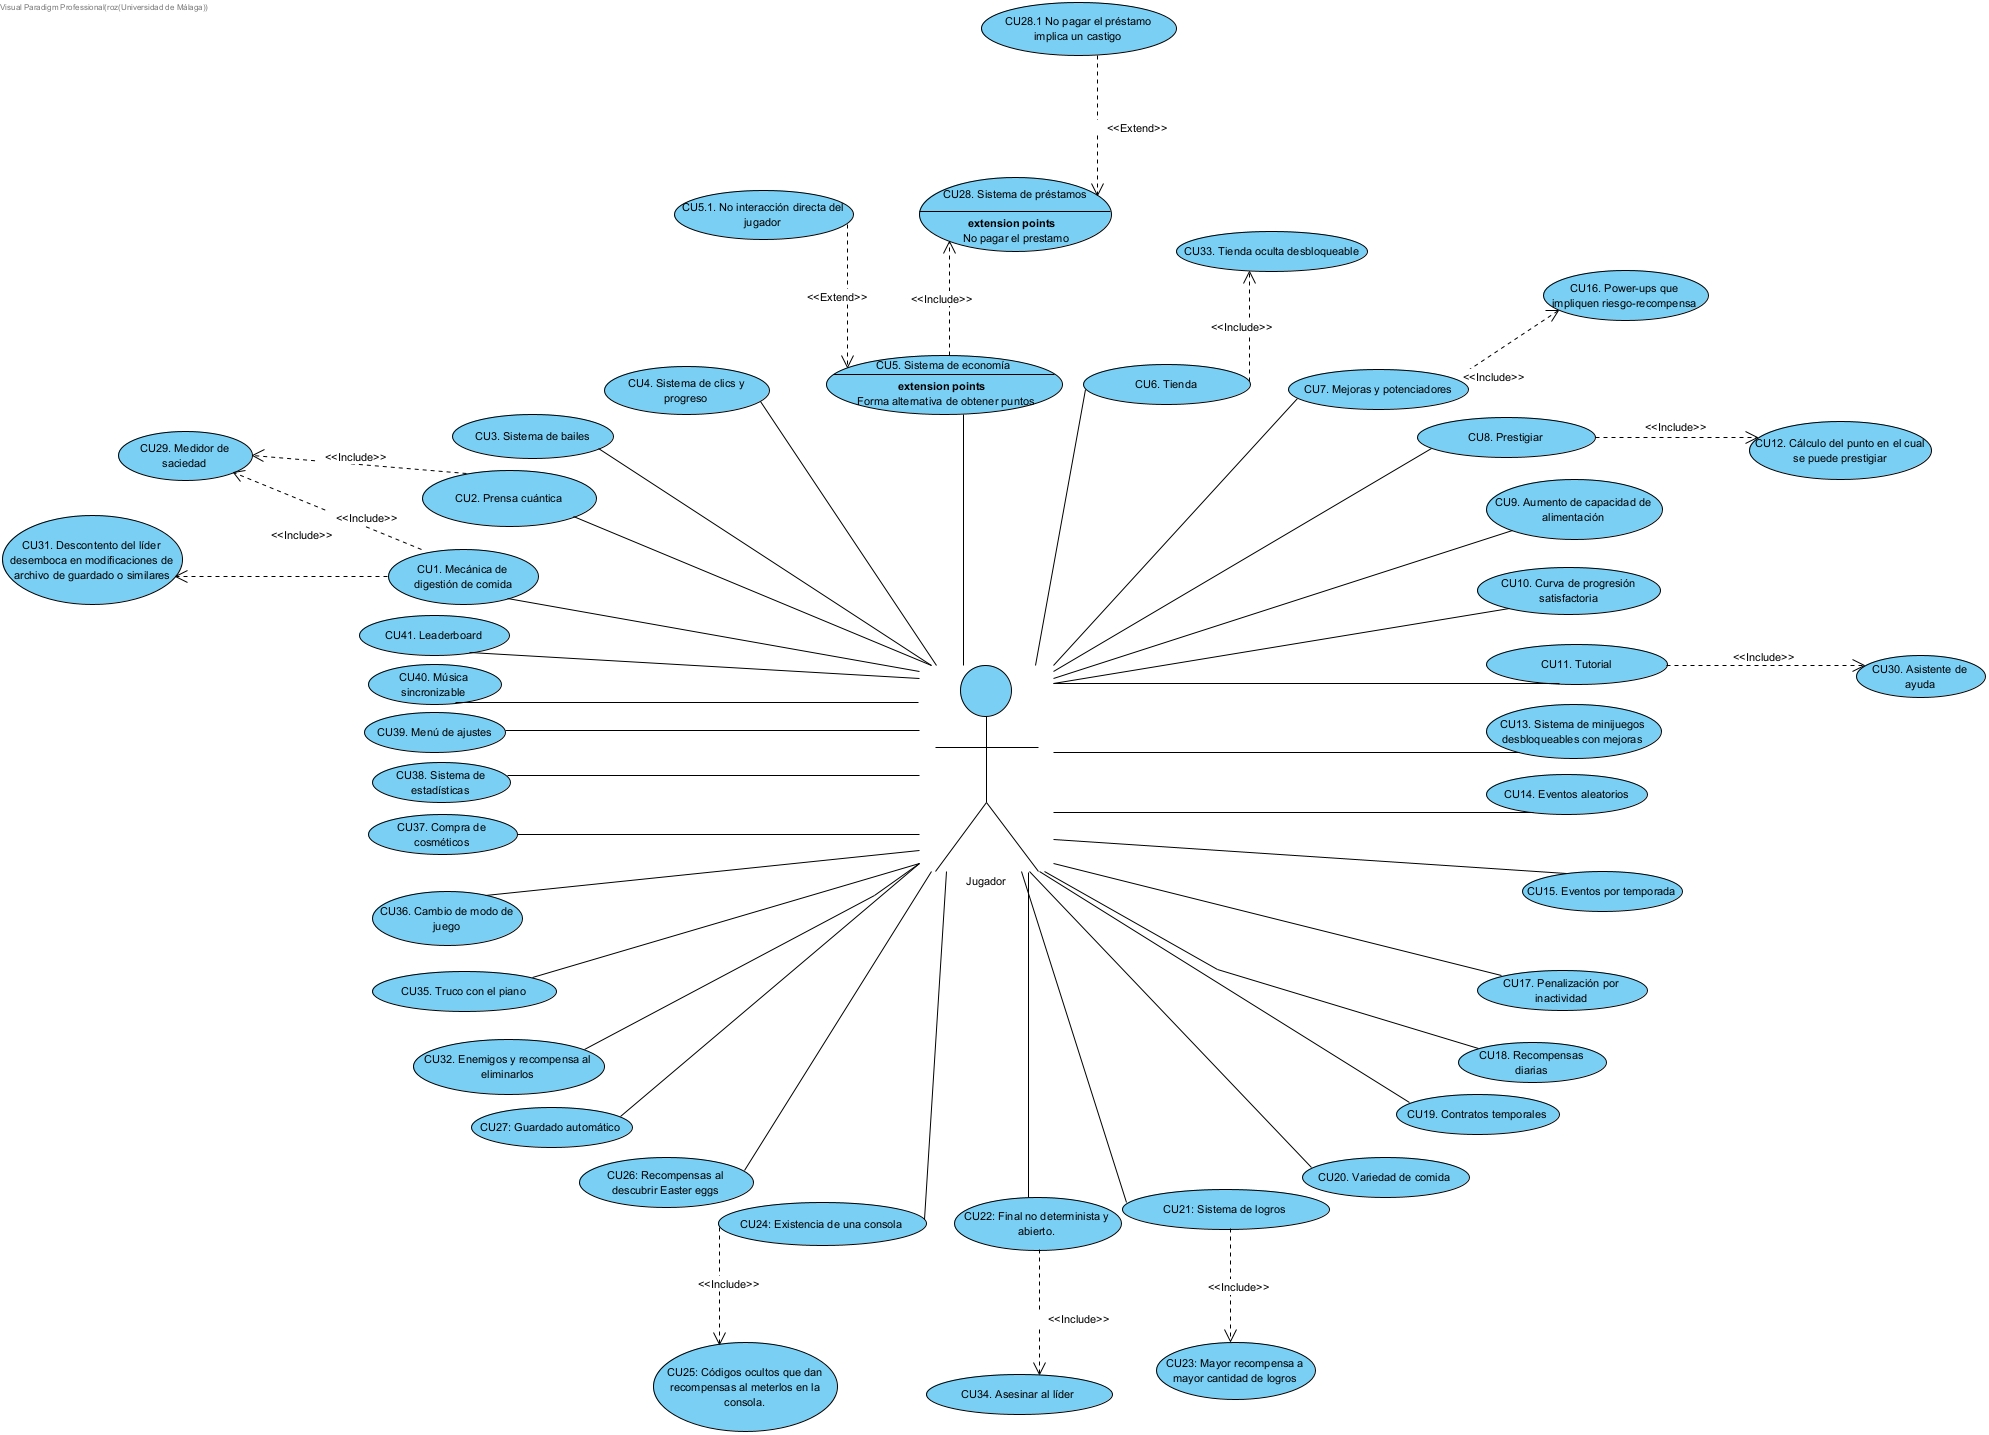 Visual Paradigm Professional(roz(Universidad de Málaga))
CU28.1 No pagar el préstamo
implica un castigo
<<Extend>>
CU28. Sistema de préstamos
extension points
No pagar el prestamo
CU5.1. No interacción directa del
jugador
CU33. Tienda oculta desbloqueable
CU16. Power-ups que
impliquen riesgo-recompensa
<<Extend>>
<<Include>>
<<Include>>
<<Include>>
CU5. Sistema de economía
extension points
Forma alternativa de obtener puntos
CU4. Sistema de clics y
progreso
CU6. Tienda
CU7. Mejoras y potenciadores
CU3. Sistema de bailes
CU8. Prestigiar
<<Include>>
CU12. Cálculo del punto en el cual
se puede prestigiar
CU29. Medidor de
saciedad
<<Include>>
CU2. Prensa cuántica
CU9. Aumento de capacidad de
alimentación
<<Include>>
<<Include>>
CU31. Descontento del líder
desemboca en modificaciones de
archivo de guardado o similares
CU1. Mecánica de
digestión de comida
CU10. Curva de progresión
satisfactoria
CU41. Leaderboard
CU11. Tutorial
<<Include>>
CU30. Asistente de
ayuda
CU40. Música
sincronizable
CU39. Menú de ajustes
CU13. Sistema de minijuegos
desbloqueables con mejoras
CU38. Sistema de
estadísticas
CU14. Eventos aleatorios
CU37. Compra de
cosméticos
Jugador
CU15. Eventos por temporada
CU36. Cambio de modo de
juego
CU35. Truco con el piano
CU17. Penalización por
inactividad
CU32. Enemigos y recompensa al
eliminarlos
CU18. Recompensas
diarias
CU27: Guardado automático
CU19. Contratos temporales
CU26: Recompensas al
descubrir Easter eggs
CU20. Variedad de comida
CU24: Existencia de una consola
CU22: Final no determinista y
abierto.
CU21: Sistema de logros
<<Include>>
<<Include>>
<<Include>>
CU25: Códigos ocultos que dan
recompensas al meterlos en la
consola.
CU34. Asesinar al líder
CU23: Mayor recompensa a
mayor cantidad de logros